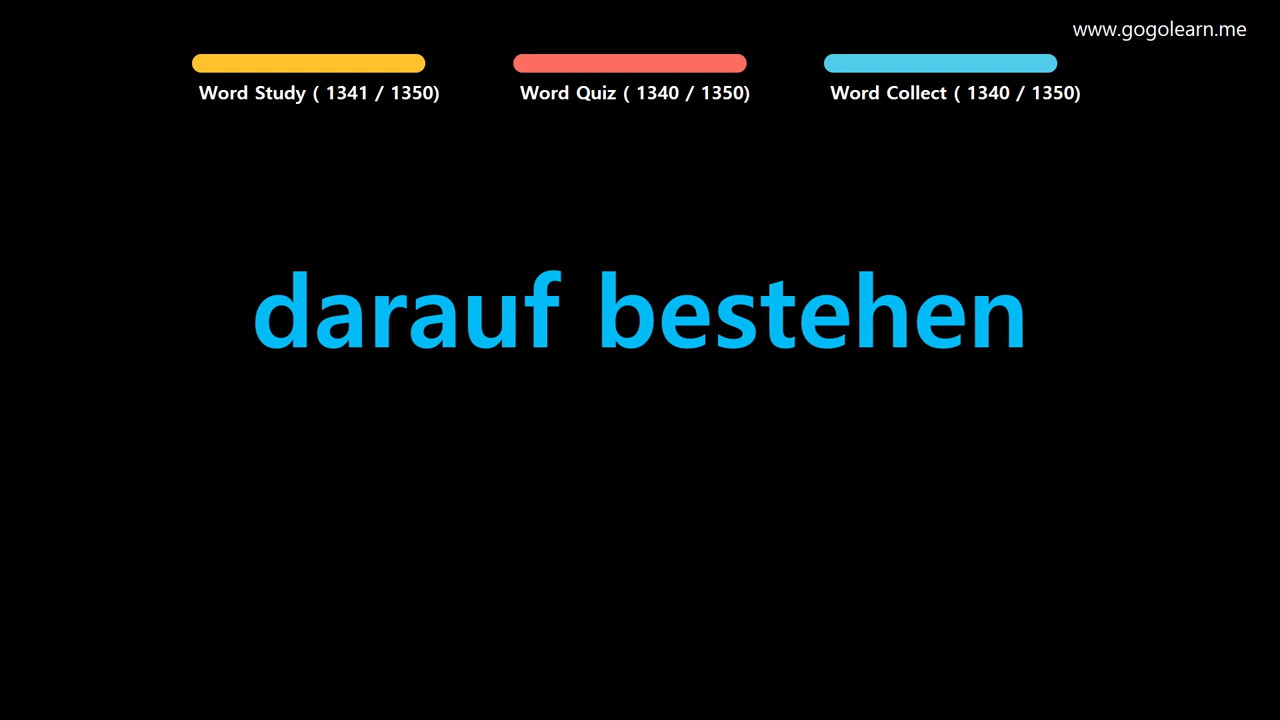 www.gogolearn.me
Word Study ( 1341 / 1350)
Word Quiz ( 1340 / 1350)
Word Collect ( 1340 / 1350)
darauf bestehen